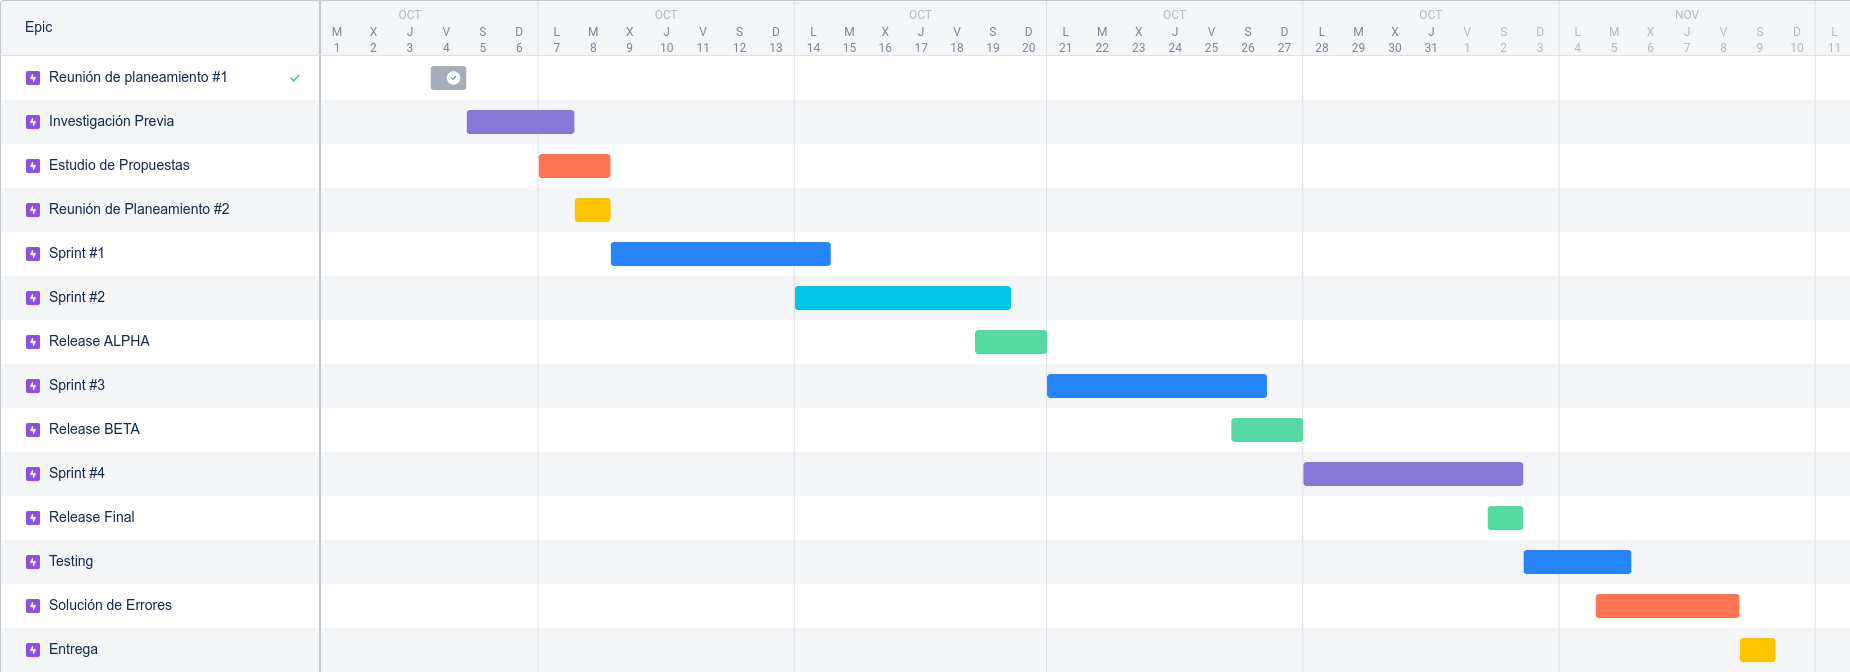 Epic
OCT OCT OCT OCT OCT NOV
M X J V S D L M X J V S D L M X J V S D L M X J V S D L M X J V S D L M X J V S D L
1 2 3 4 5 6 7 8 9 10 11 12 13 14 15 16 17 18 19 20 21 22 23 24 25 26 27 28 29 30 31 1 2 3 4 5 6 7 8 9 10 11
Reunión de planeamiento #1
Investigación Previa
Estudio de Propuestas
Reunión de Planeamiento #2
Sprint #1
Sprint #2
Release ALPHA
Sprint #3
Release BETA
Sprint #4
Release Final
Testing
Solución de Errores
Entrega